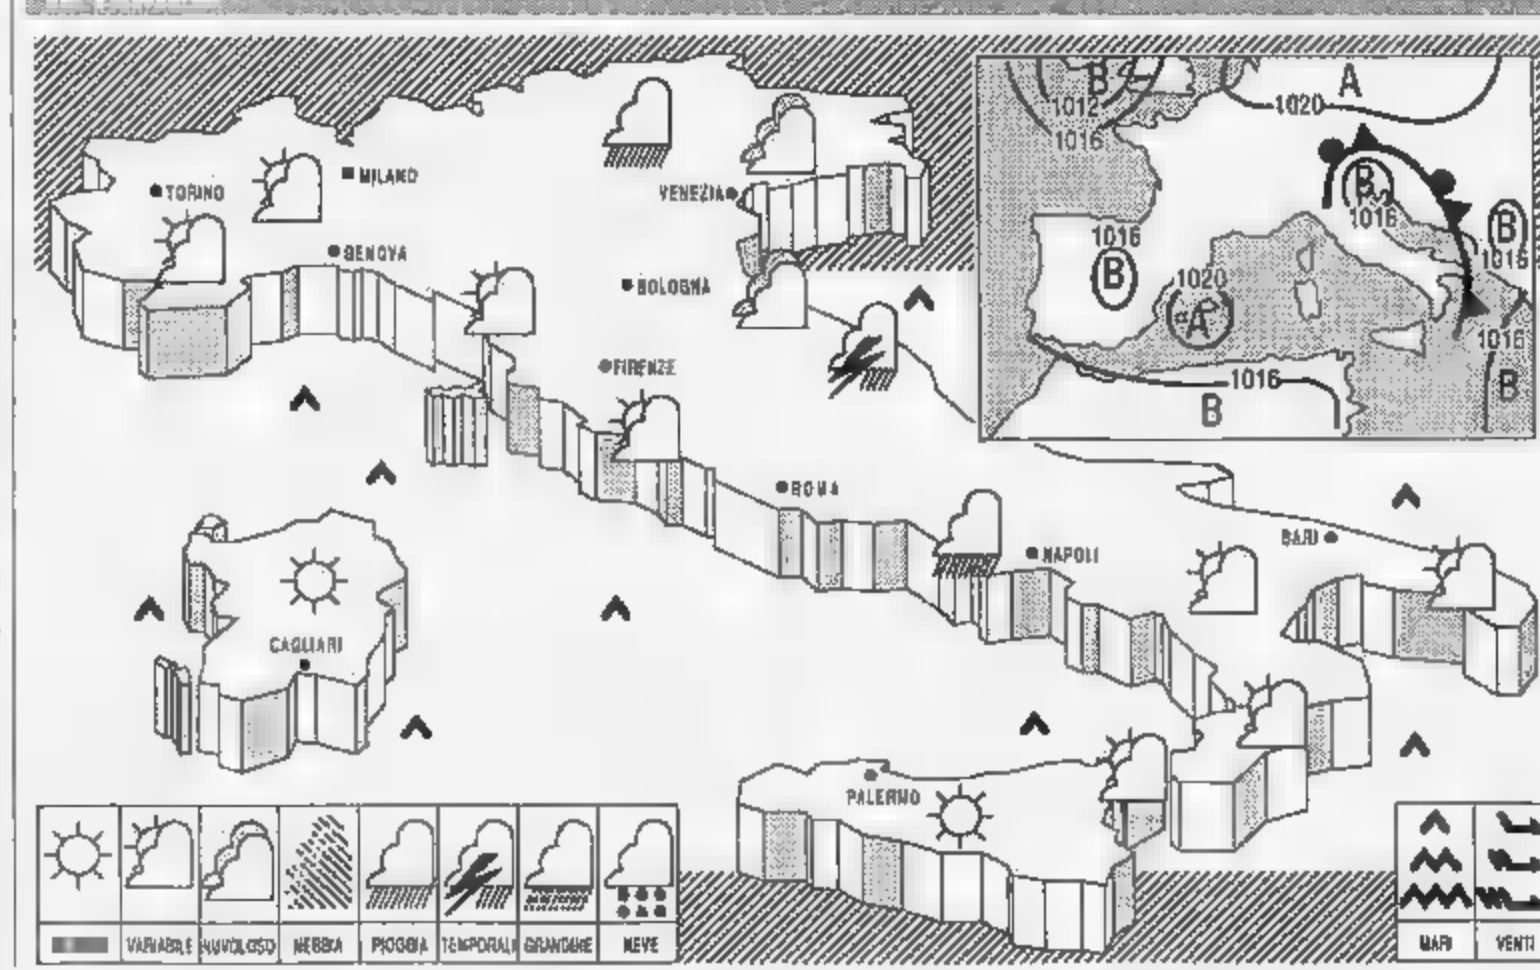 B
A
1012
1020
1016
MILANO
TORINO
VENEZIA
B
1016
B
1016
GENOVA
1016
B
1020
A
BOLOGNA
1016
FIRENZE
1016
B
B
ROMA
BARI
NAPOLI
CAGLIARI
PALERMO
VARIABILE
NUVOLOSO
NEBBIA
PIOGGIA
TEMPORALI
GRANDINE
NEVE
MARI
VENTI